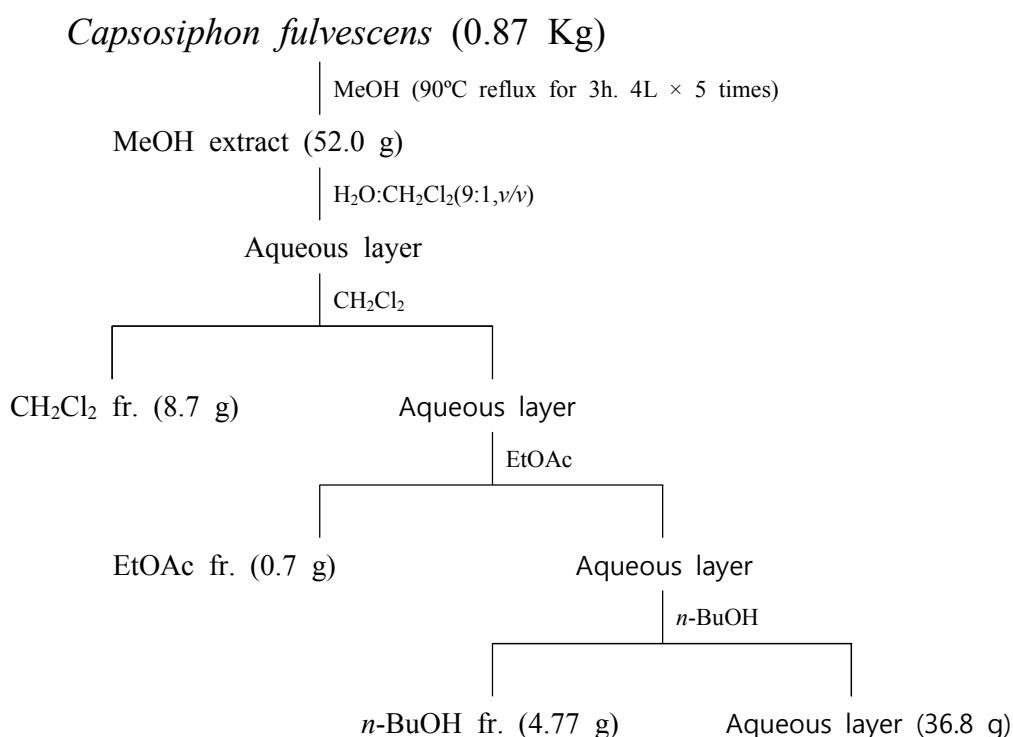 Capsosiphon fulvescens (0.87 Kg)
MeOH (90ºC reflux for 3h. 4L × 5 times)
MeOH extract (52.0 g)
H₂O:CH₂Cl₂(9:1,v/v)
Aqueous layer
CH₂Cl₂
CH₂Cl₂ fr. (8.7 g) Aqueous layer
EtOAc
EtOAc fr. (0.7 g) Aqueous layer
n-BuOH
n-BuOH fr. (4.77 g) Aqueous layer (36.8 g)